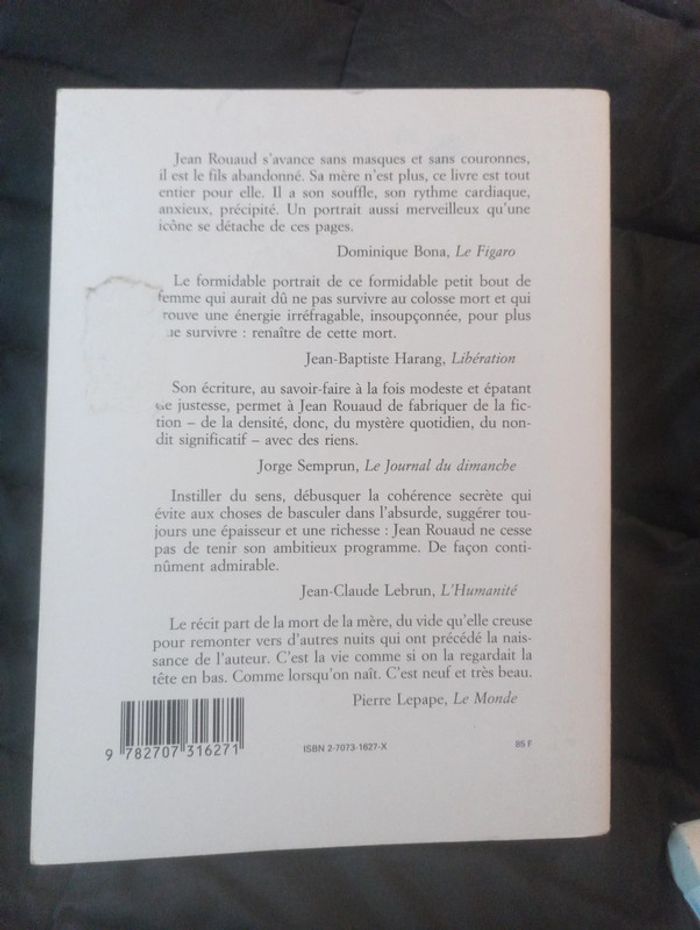 Jean Rouaud s'avance sans masques et sans couronnes,
il est le fils abandonné. Sa mère n'est plus, ce livre est tout
entier pour elle. Il a son souffle, son rythme cardiaque,
anxieux, précipité. Un portrait aussi merveilleux qu'une
icône se détache de ces pages.
Dominique Bona, Le Figaro
Le formidable portrait de ce formidable petit bout de
femme qui aurait dû ne pas survivre au colosse mort et qui
rouve une énergie irréfragable, insoupçonnée, pour plus
ue survivre : renaître de cette mort.
Jean-Baptiste Harang, Libération
Son écriture, au savoir-faire à la fois modeste et épatant
de justesse, permet à Jean Rouaud de fabriquer de la fic-
tion – de la densité, donc, du mystère quotidien, du non-
dit significatif – avec des riens.
Jorge Semprun, Le Journal du dimanche
Instiller du sens, débusquer la cohérence secrète qui
évite aux choses de basculer dans l'absurde, suggérer tou-
jours une épaisseur et une richesse : Jean Rouaud ne cesse
pas de tenir son ambitieux programme. De façon conti-
nûment admirable.
Jean-Claude Lebrun, L'Humanité
Le récit part de la mort de la mère, du vide qu'elle creuse
pour remonter vers d'autres nuits qui ont précédé la nais-
sance de l'auteur. C'est la vie comme si on la regardait la
tête en bas. Comme lorsqu'on naît. C'est neuf et très beau.
Pierre Lepape, Le Monde
9 782707 316271
ISBN 2-7073-1627-X
85 F